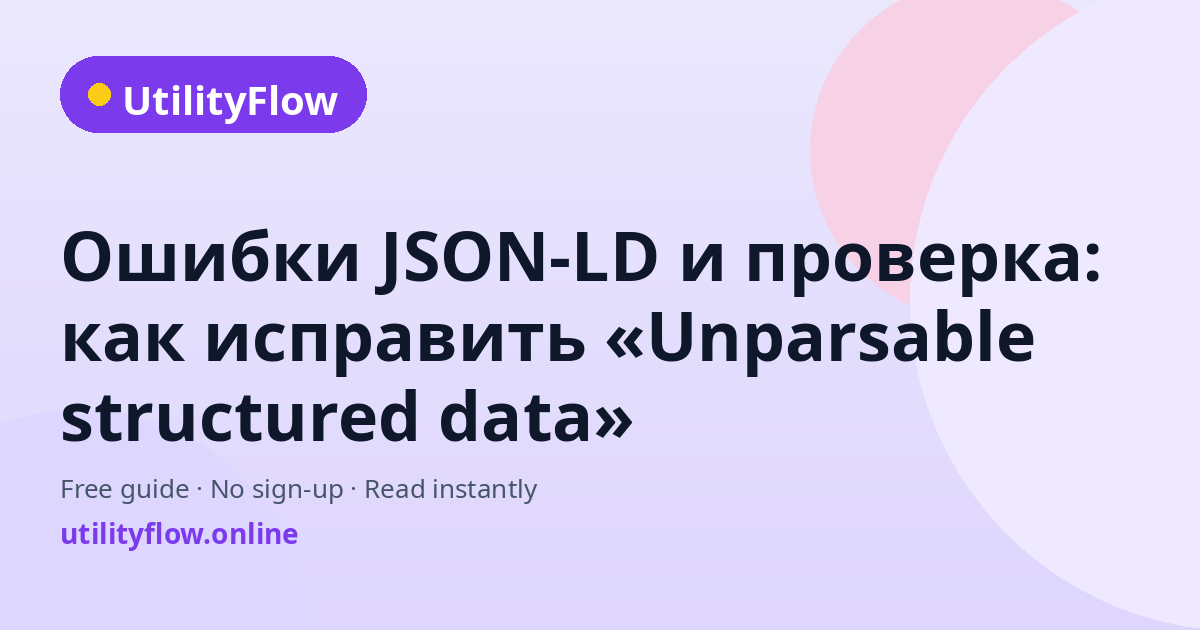 UtilityFlow
Ошибки JSON-LD и проверка:
как исправить «Unparsable
structured data»
Free guide · No sign-up · Read instantly
utilityflow.online